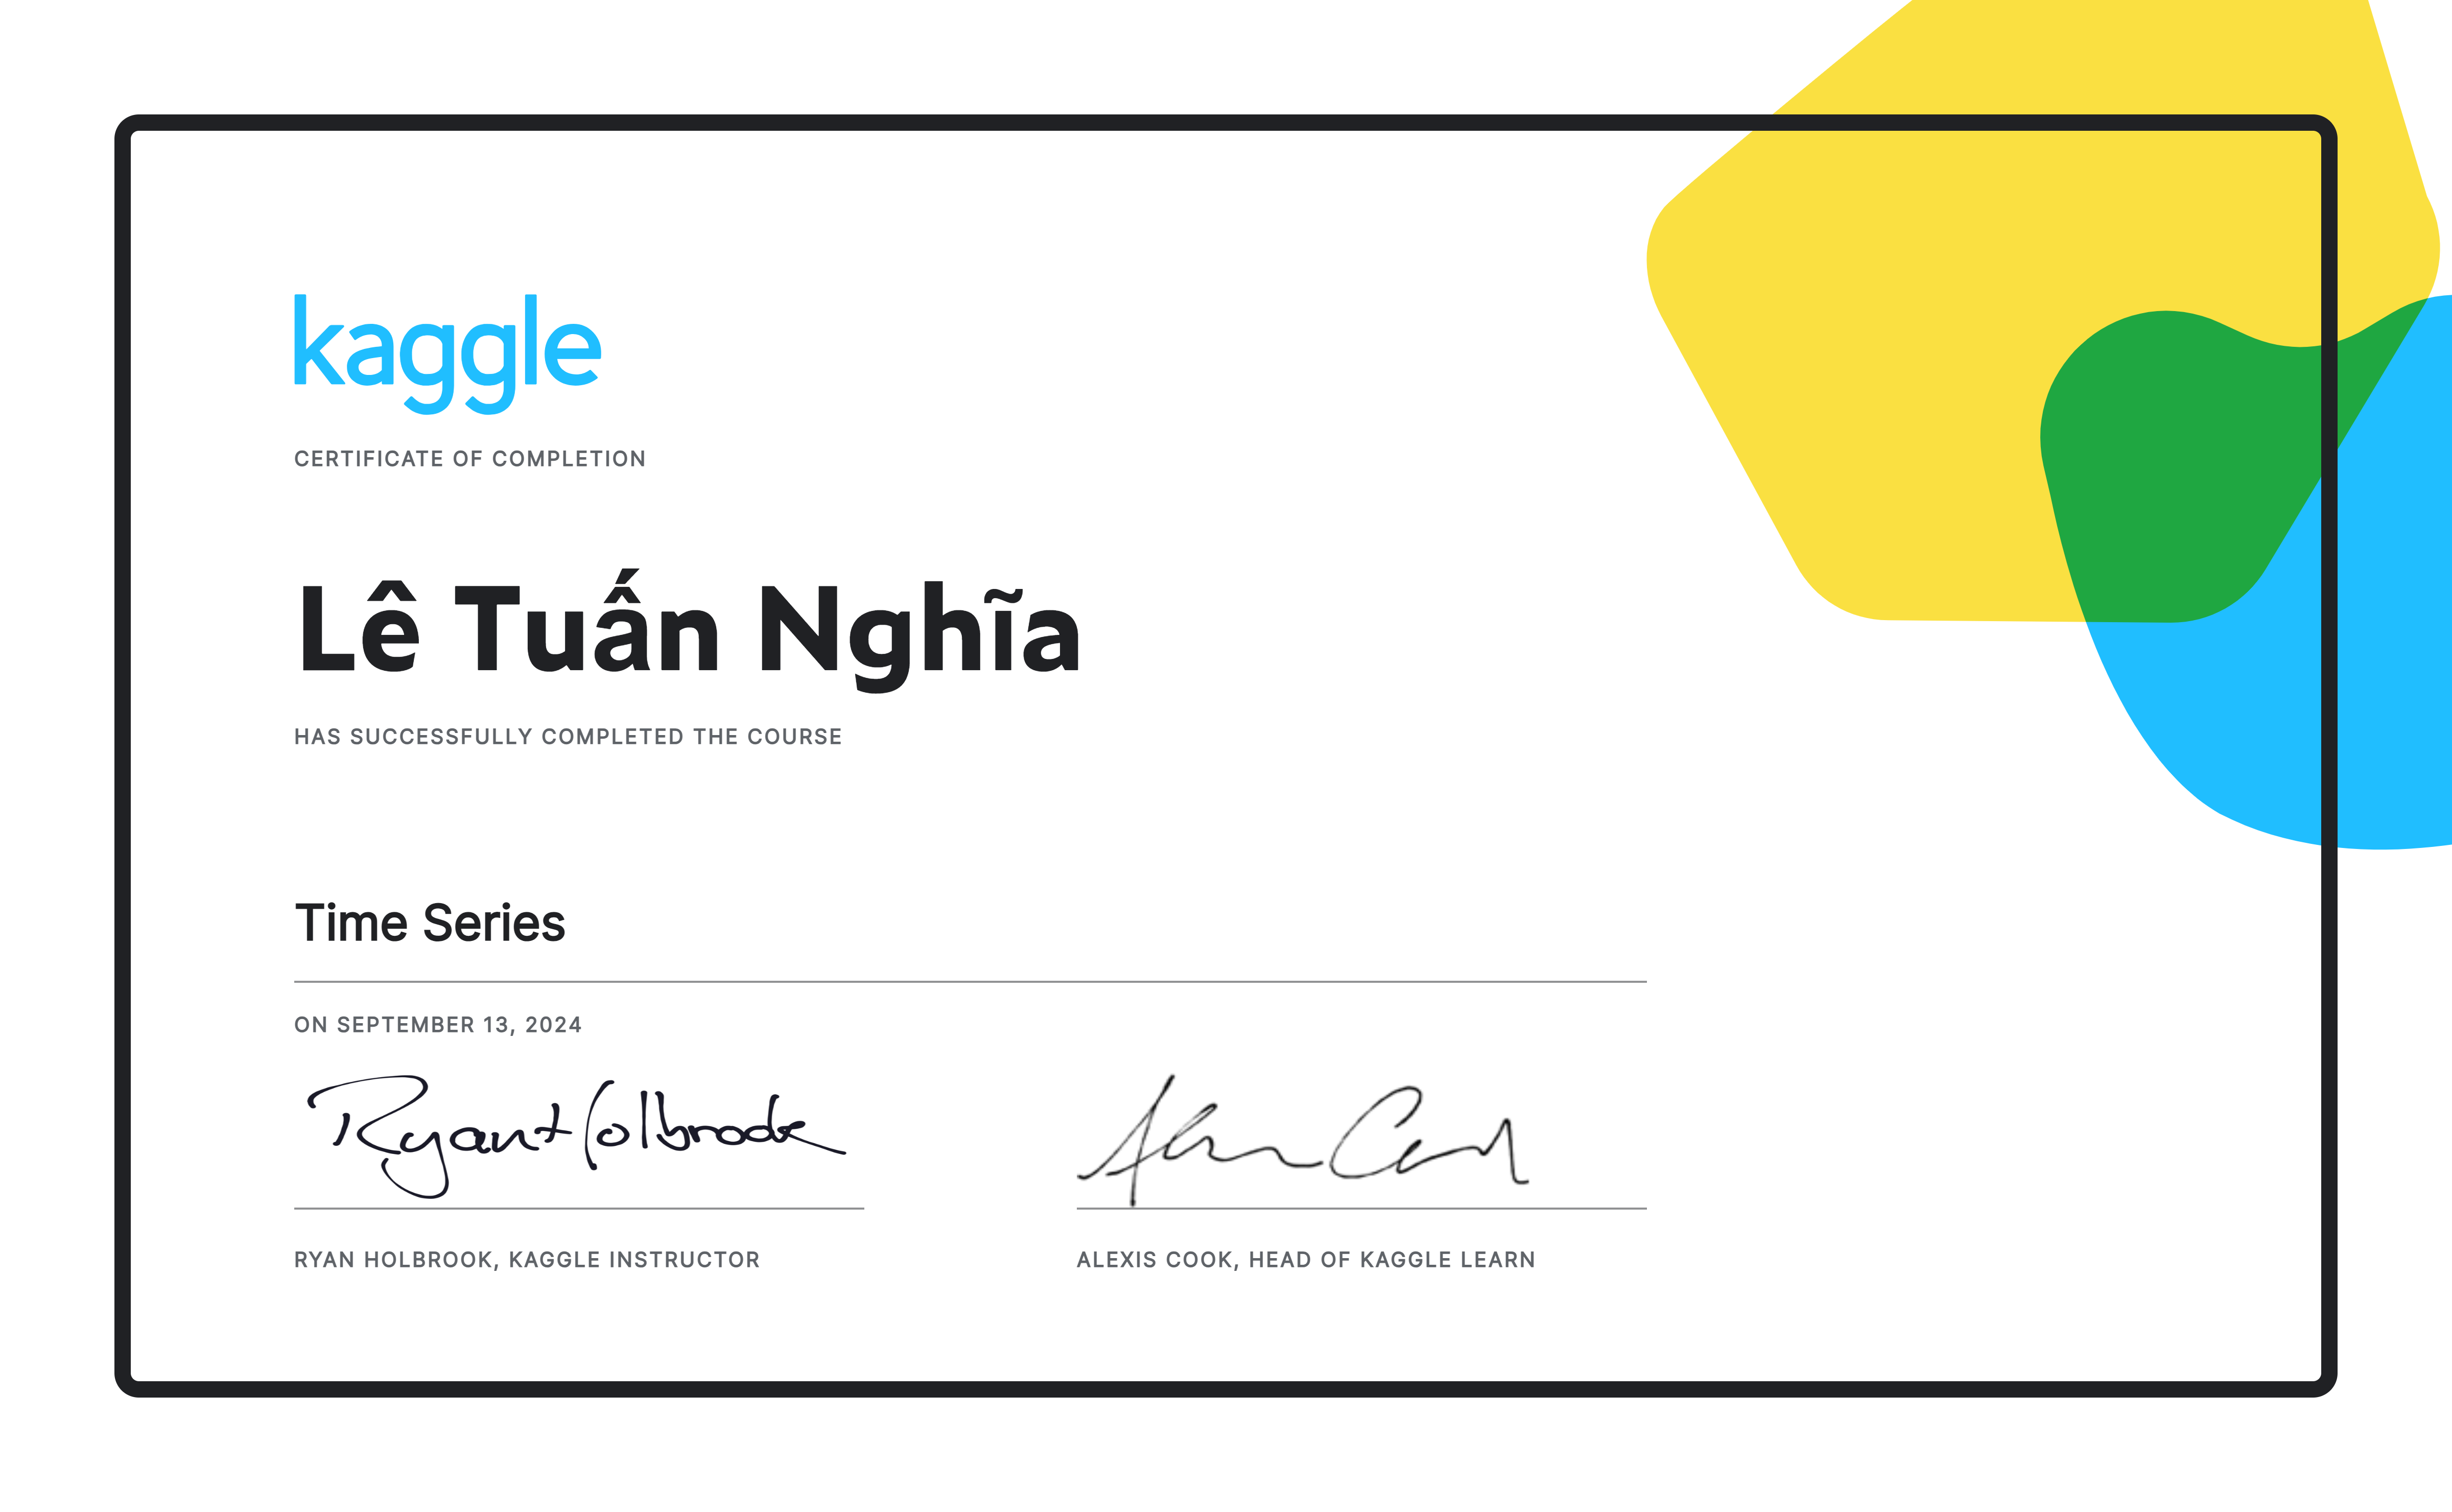 kaggle
CERTIFICATE OF COMPLETION
Lê Tuấn Nghĩa
HAS SUCCESSFULLY COMPLETED THE COURSE
Time Series
ON SEPTEMBER 13, 2024
Ryan Holbrook
Alexis Cook
RYAN HOLBROOK, KAGGLE INSTRUCTOR
ALEXIS COOK, HEAD OF KAGGLE LEARN